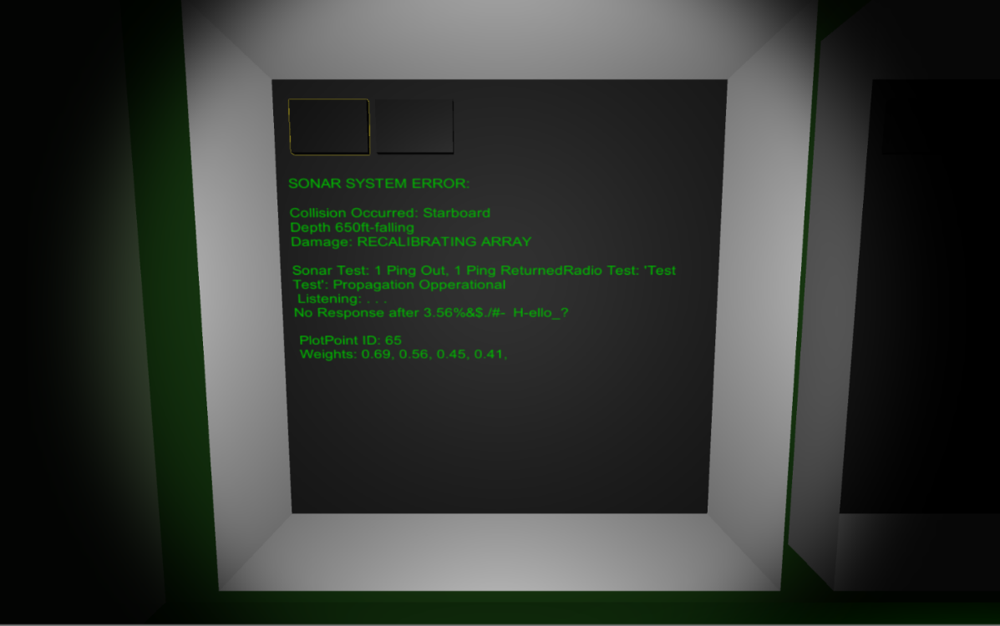 SONAR SYSTEM ERROR:
Collision Occurred: Starboard
Depth 650ft-falling
Damage: RECALIBRATING ARRAY
Sonar Test: 1 Ping Out, 1 Ping ReturnedRadio Test: 'Test
Test': Propagation Opperational
Listening: . . .
No Response after 3.56%&$./#- H-ello_?
PlotPoint ID: 65
Weights: 0.69, 0.56, 0.45, 0.41,